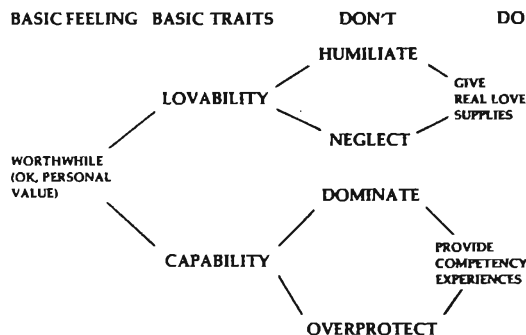 BASIC FEELING BASIC TRAITS DON'T DO
HUMILIATE
LOVABILITY
GIVE
REAL LOVE
SUPPLIES
NEGLECT
WORTHWHILE
(OK, PERSONAL
VALUE)
DOMINATE
CAPABILITY
PROVIDE
COMPETENCY
EXPERIENCES
OVERPROTECT